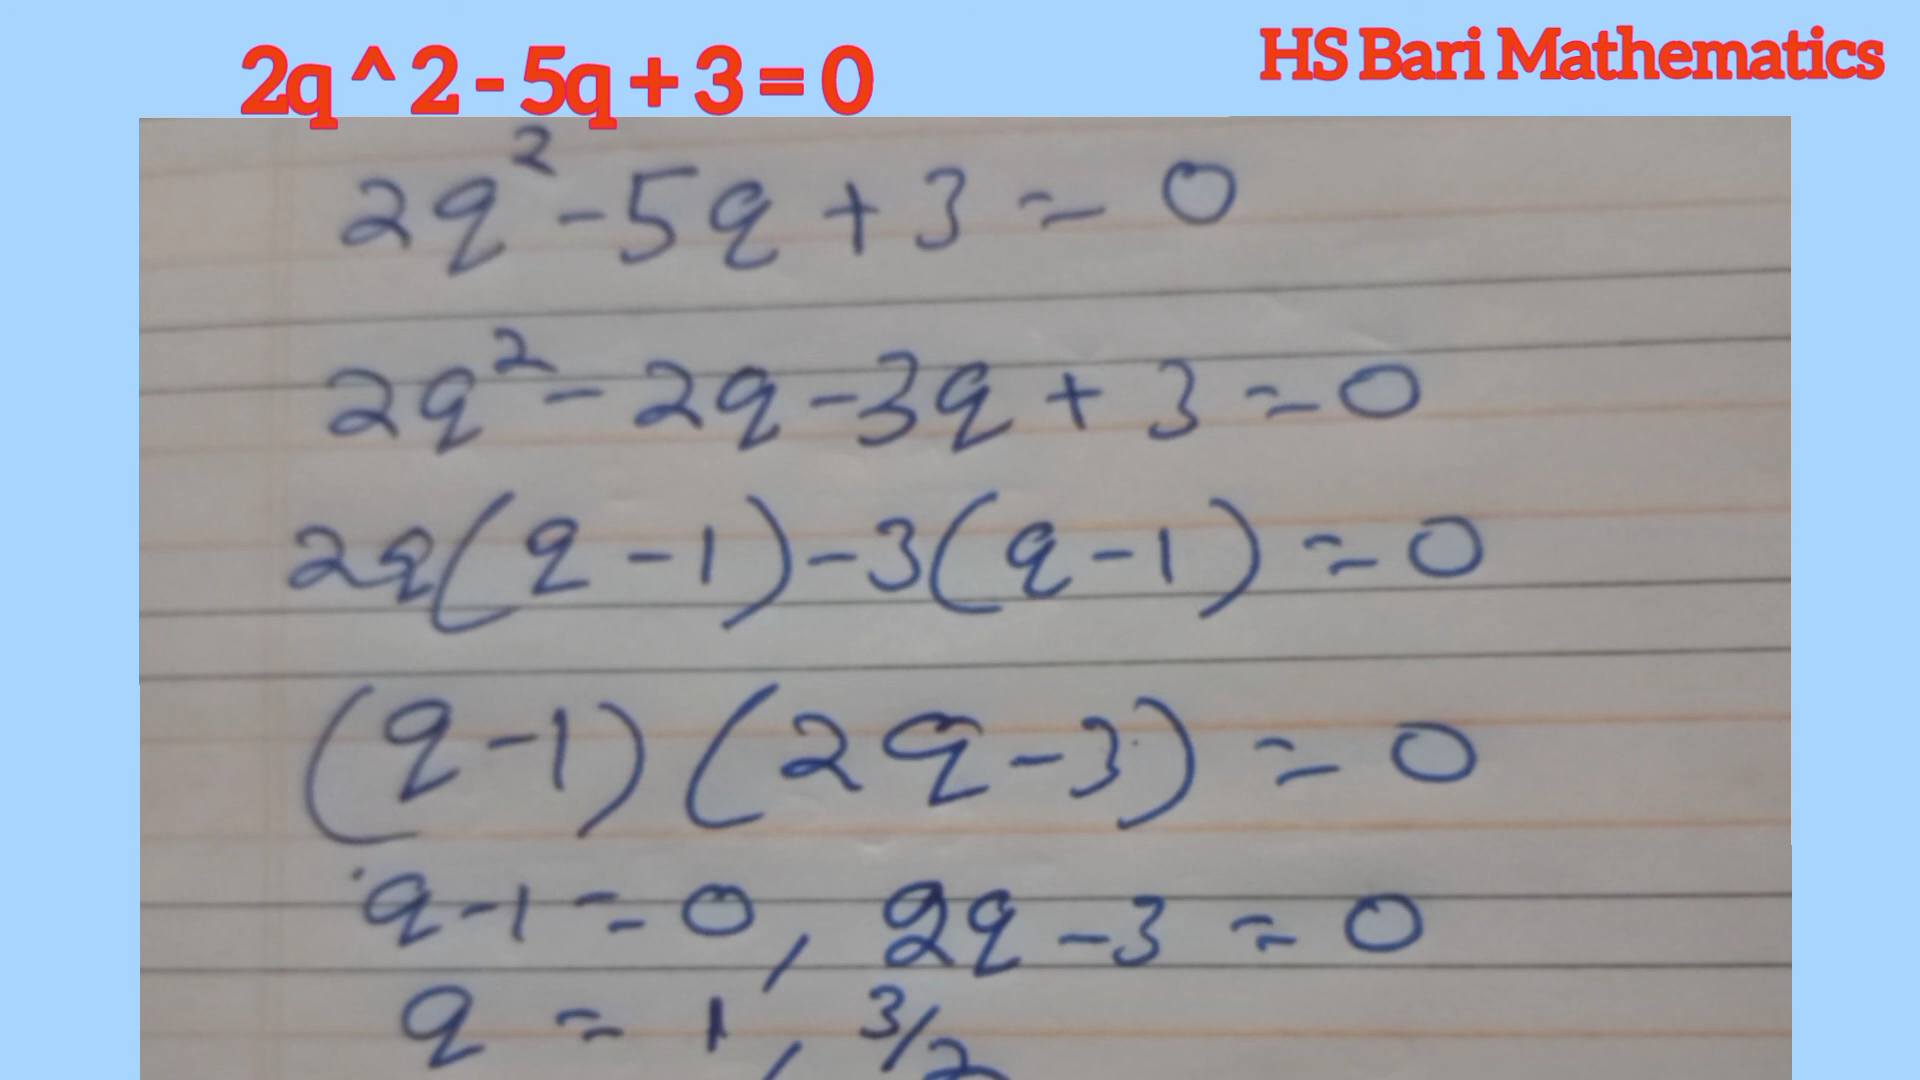 2q^2-5q+3=0
HS Bari Mathematics
2q² - 5q + 3 = 0
2q² - 2q - 3q + 3 = 0
2q(q - 1) - 3(q - 1) = 0
(q - 1) (2q - 3) = 0
q - 1 = 0, 2q - 3 = 0
q = 1, 3/2